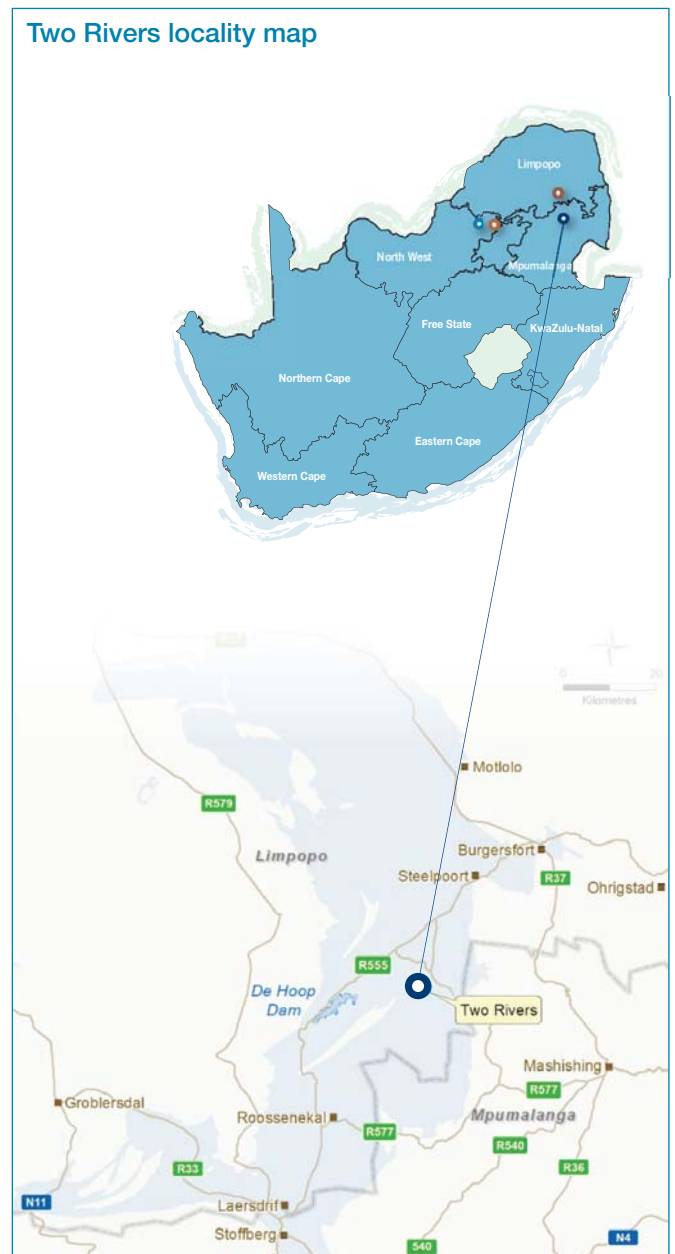 Two Rivers locality map
Limpopo
North West
Mpumalanga
Free State
KwaZulu-Natal
Northern Cape
Eastern Cape
Western Cape
0 20
Kilometres
Motlolo
R579
Burgersfort
Limpopo
Steelpoort
R37
Ohrigstad
R555
De Hoop
Dam
Two Rivers
Mashishing
R577
Groblersdal
Mpumalanga
Roossenekal
R577
R540
R33
R36
N11
Laersdrif
Stoffberg
540
N4